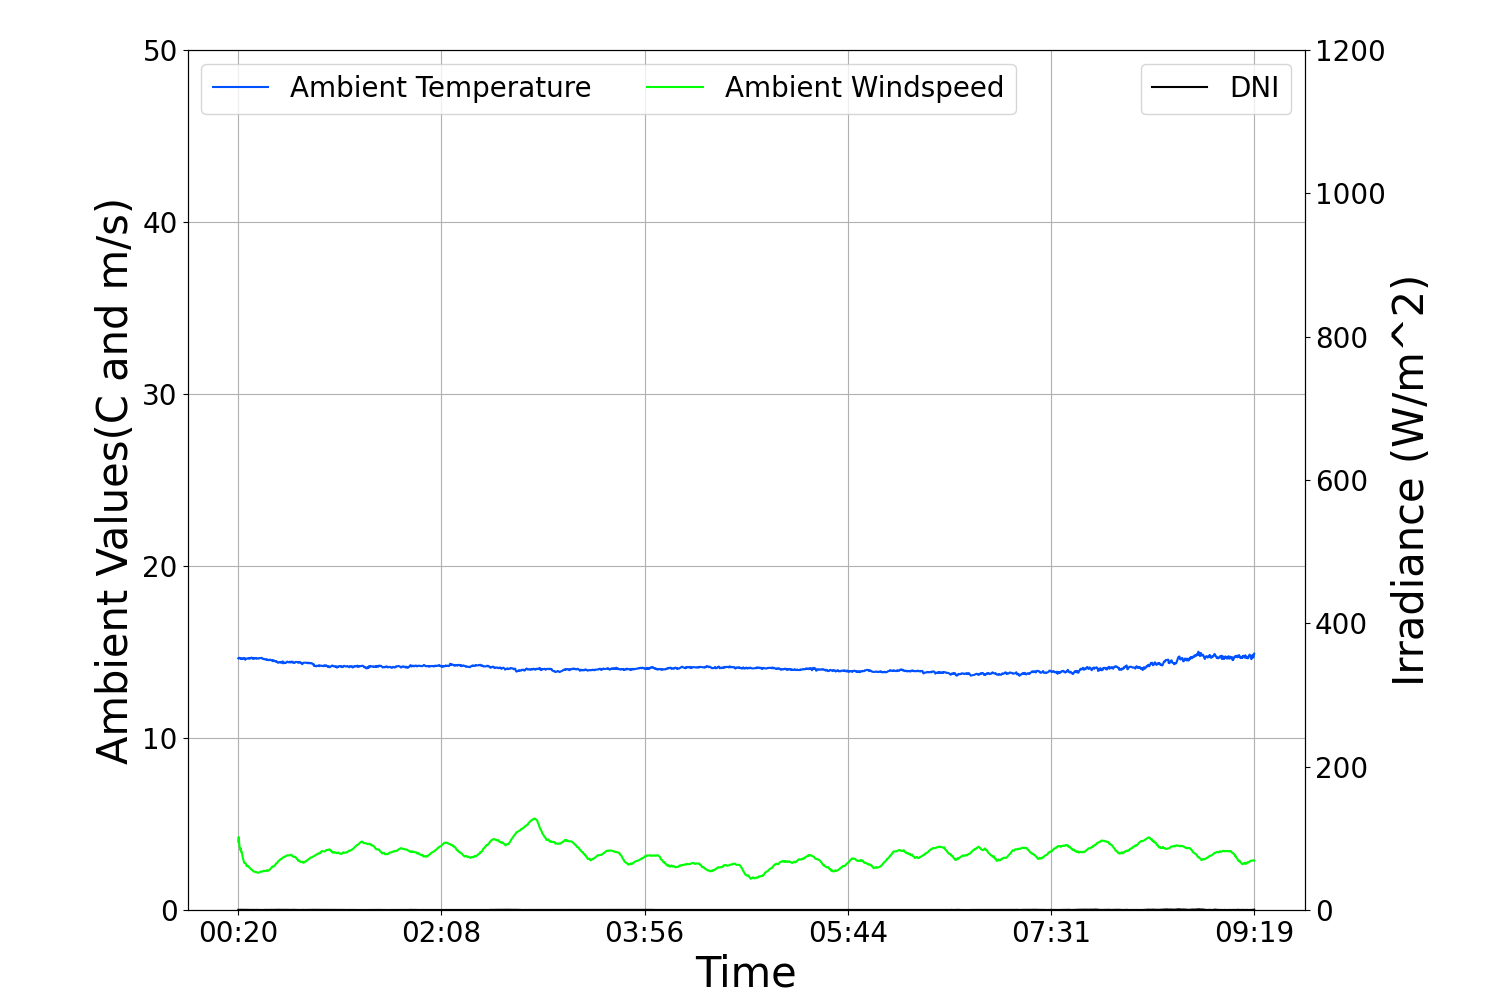 Ambient Temperature Ambient Windspeed DNI
Ambient Values(C and m/s)
50
40
30
20
10
0
1200
1000
800
600
400
200
0
Irradiance (W/m^2)
00:20 02:08 03:56 05:44 07:31 09:19
Time